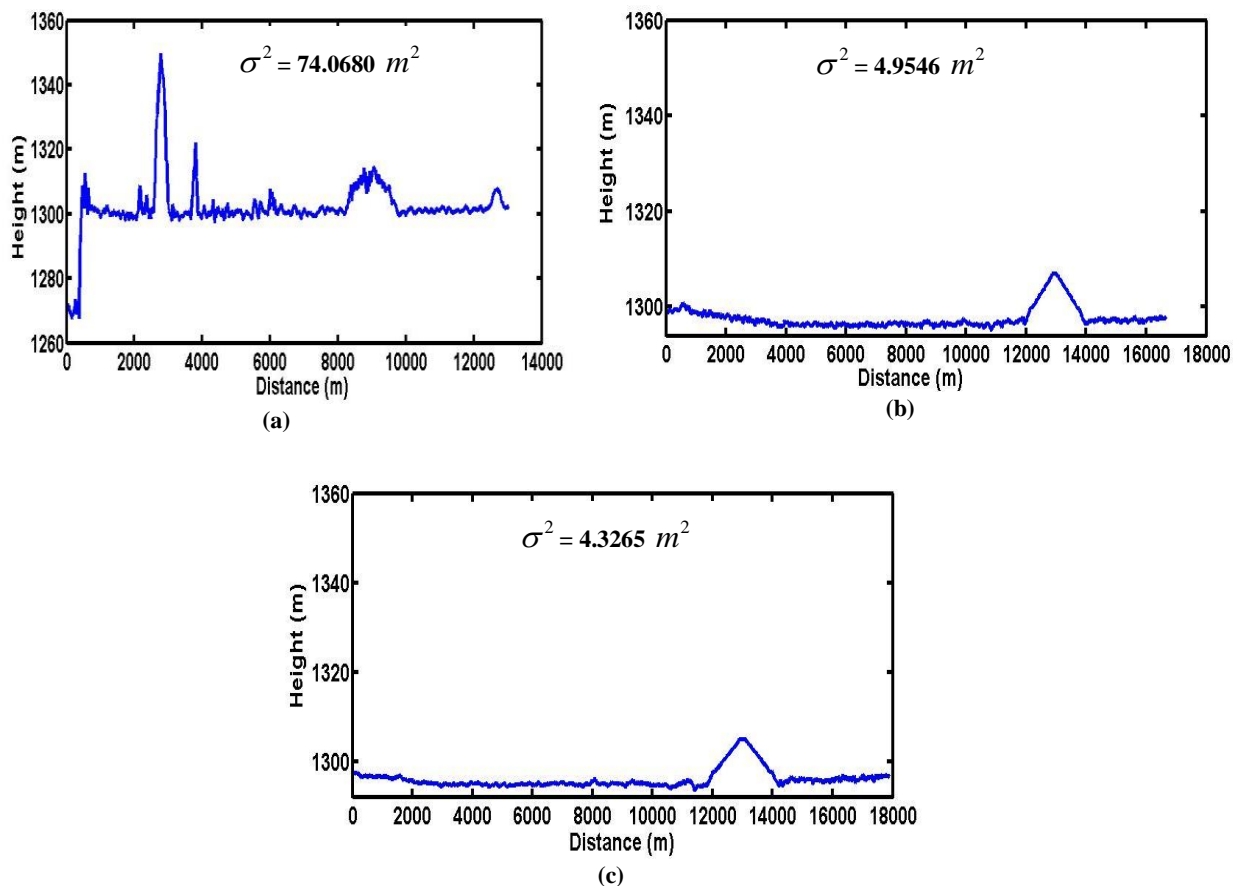 1360
1350
1340
1320
1300
1280
1260
Height (m)
σ² = 74.0680 m²
0 2000 4000 6000 8000 10000 12000 14000
Distance (m)
(a)
1360
1340
1320
1300
Height (m)
σ² = 4.9546 m²
0 2000 4000 6000 8000 10000 12000 14000 16000 18000
Distance (m)
(b)
1360
1340
1320
1300
Height (m)
σ² = 4.3265 m²
0 2000 4000 6000 8000 10000 12000 14000 16000 18000
Distance (m)
(c)